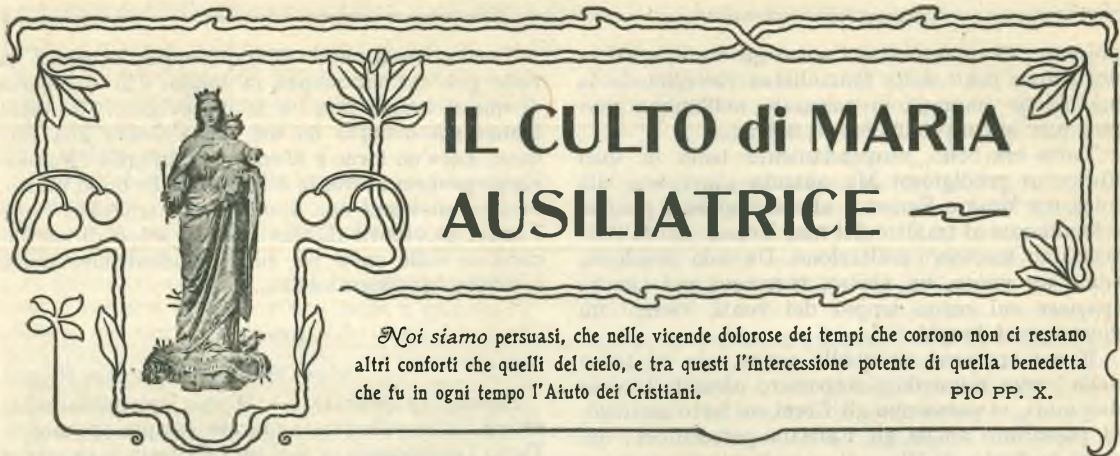 IL CULTO di MARIA
AUSILIATRICE
Noi siamo persuasi, che nelle vicende dolorose dei tempi che corrono non ci restano
altri conforti che quelli del cielo, e tra questi l'intercessione potente di quella benedetta
che fu in ogni tempo l'Aiuto dei Cristiani.
PIO PP. X.